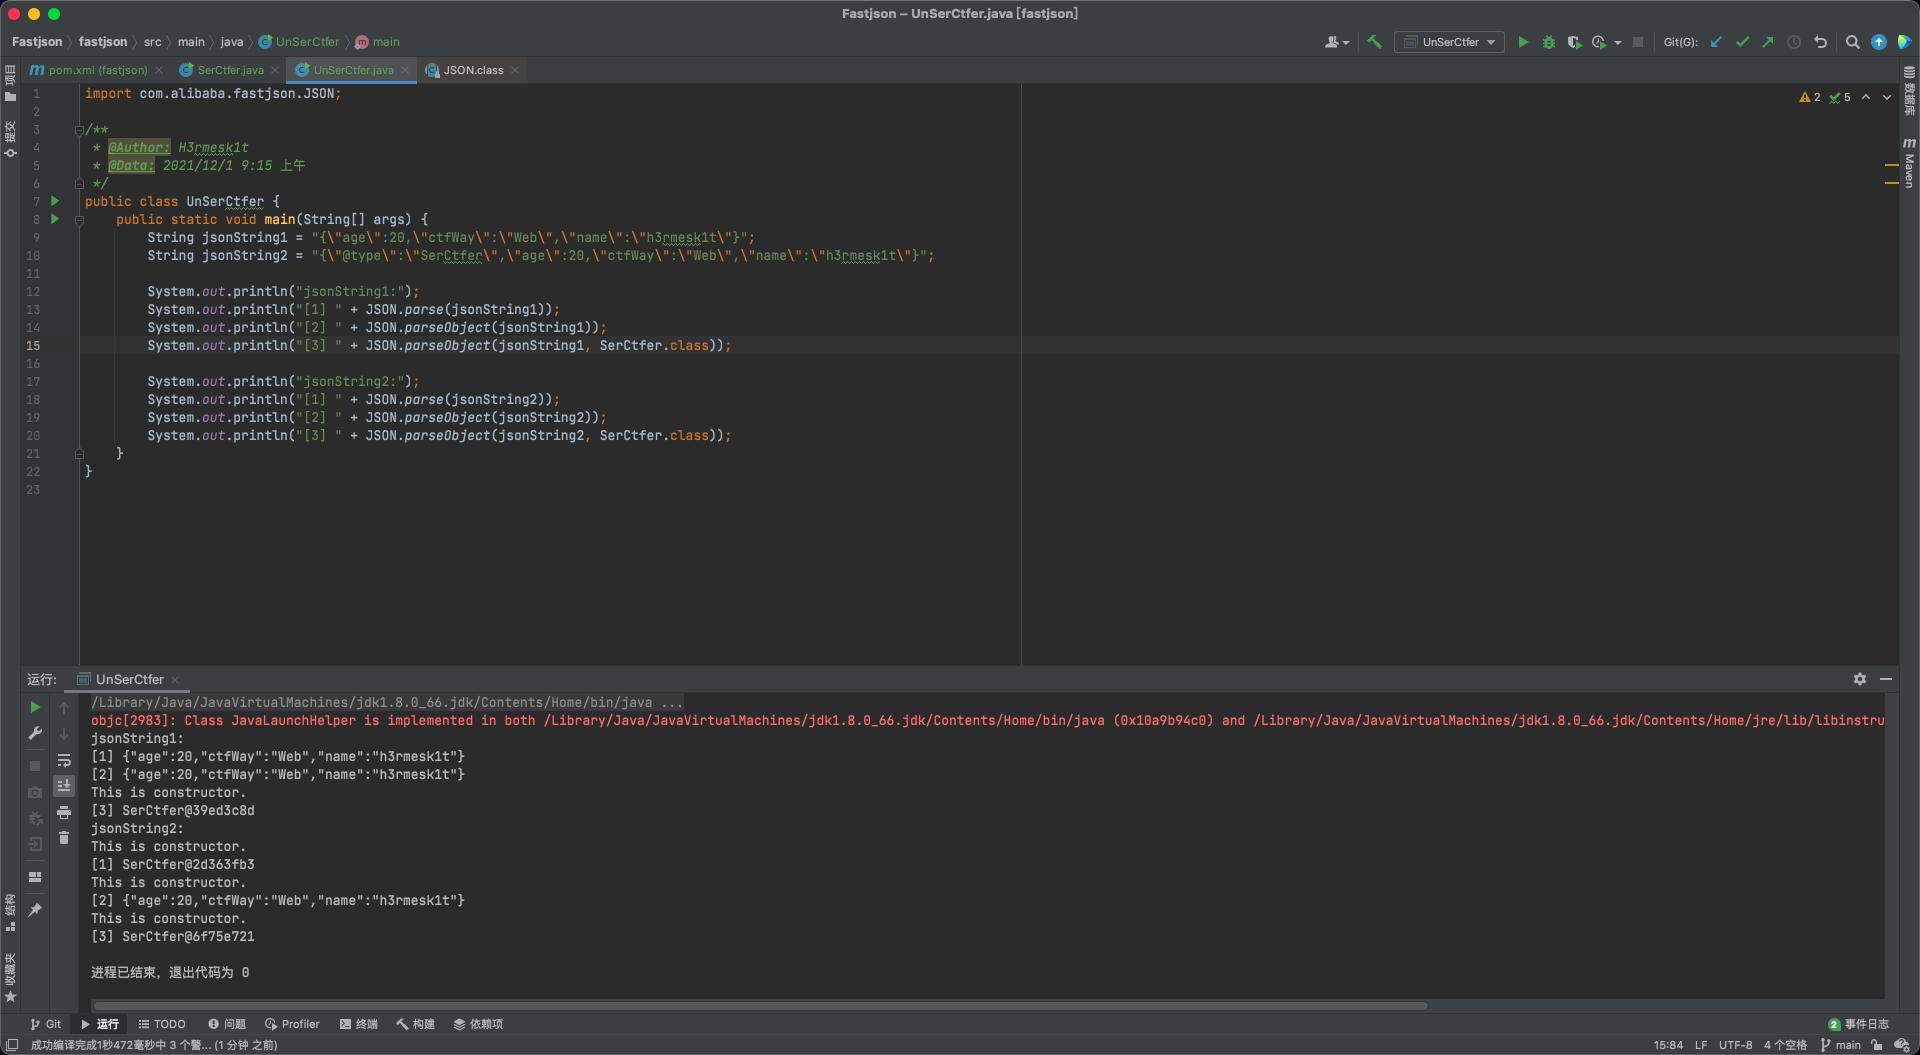 Fastjson – UnSerCtfer.java [fastjson]
Fastjson fastjson src main java UnSerCtfer main
UnSerCtfer Git(G):
pom.xml (fastjson) SerCtfer.java UnSerCtfer.java JSON.class
项目
提交
数据库
Maven
2 5
1 import com.alibaba.fastjson.JSON;
2
3 /**
4 * @Author: H3rmesk1t
5 * @Data: 2021/12/1 9:15 上午
6 */
7 public class UnSerCtfer {
8 public static void main(String[] args) {
9 String jsonString1 = "{\"age\":20,\"ctfWay\":\"Web\",\"name\":\"h3rmesk1t\"}";
10 String jsonString2 = "{\"@type\":\"SerCtfer\",\"age\":20,\"ctfWay\":\"Web\",\"name\":\"h3rmesk1t\"}";
11
12 System.out.println("jsonString1:");
13 System.out.println("[1] " + JSON.parse(jsonString1));
14 System.out.println("[2] " + JSON.parseObject(jsonString1));
15 System.out.println("[3] " + JSON.parseObject(jsonString1, SerCtfer.class));
16
17 System.out.println("jsonString2:");
18 System.out.println("[1] " + JSON.parse(jsonString2));
19 System.out.println("[2] " + JSON.parseObject(jsonString2));
20 System.out.println("[3] " + JSON.parseObject(jsonString2, SerCtfer.class));
21 }
22 }
23
运行: UnSerCtfer
/Library/Java/JavaVirtualMachines/jdk1.8.0_66.jdk/Contents/Home/bin/java ...
objc[2983]: Class JavaLaunchHelper is implemented in both /Library/Java/JavaVirtualMachines/jdk1.8.0_66.jdk/Contents/Home/bin/java (0x10a9b94c0) and /Library/Java/JavaVirtualMachines/jdk1.8.0_66.jdk/Contents/Home/jre/lib/libinstru
jsonString1:
[1] {"age":20,"ctfWay":"Web","name":"h3rmesk1t"}
[2] {"age":20,"ctfWay":"Web","name":"h3rmesk1t"}
This is constructor.
[3] SerCtfer@39ed3c8d
jsonString2:
This is constructor.
[1] SerCtfer@2d363fb3
This is constructor.
[2] {"age":20,"ctfWay":"Web","name":"h3rmesk1t"}
This is constructor.
[3] SerCtfer@6f75e721
进程已结束，退出代码为 0
结构
收藏夹
Git 运行 TODO 问题 Profiler 终端 构建 依赖项 2 事件日志
成功编译完成1秒472毫秒中 3 个警... (1 分钟 之前) 15:84 LF UTF-8 4 个空格 main